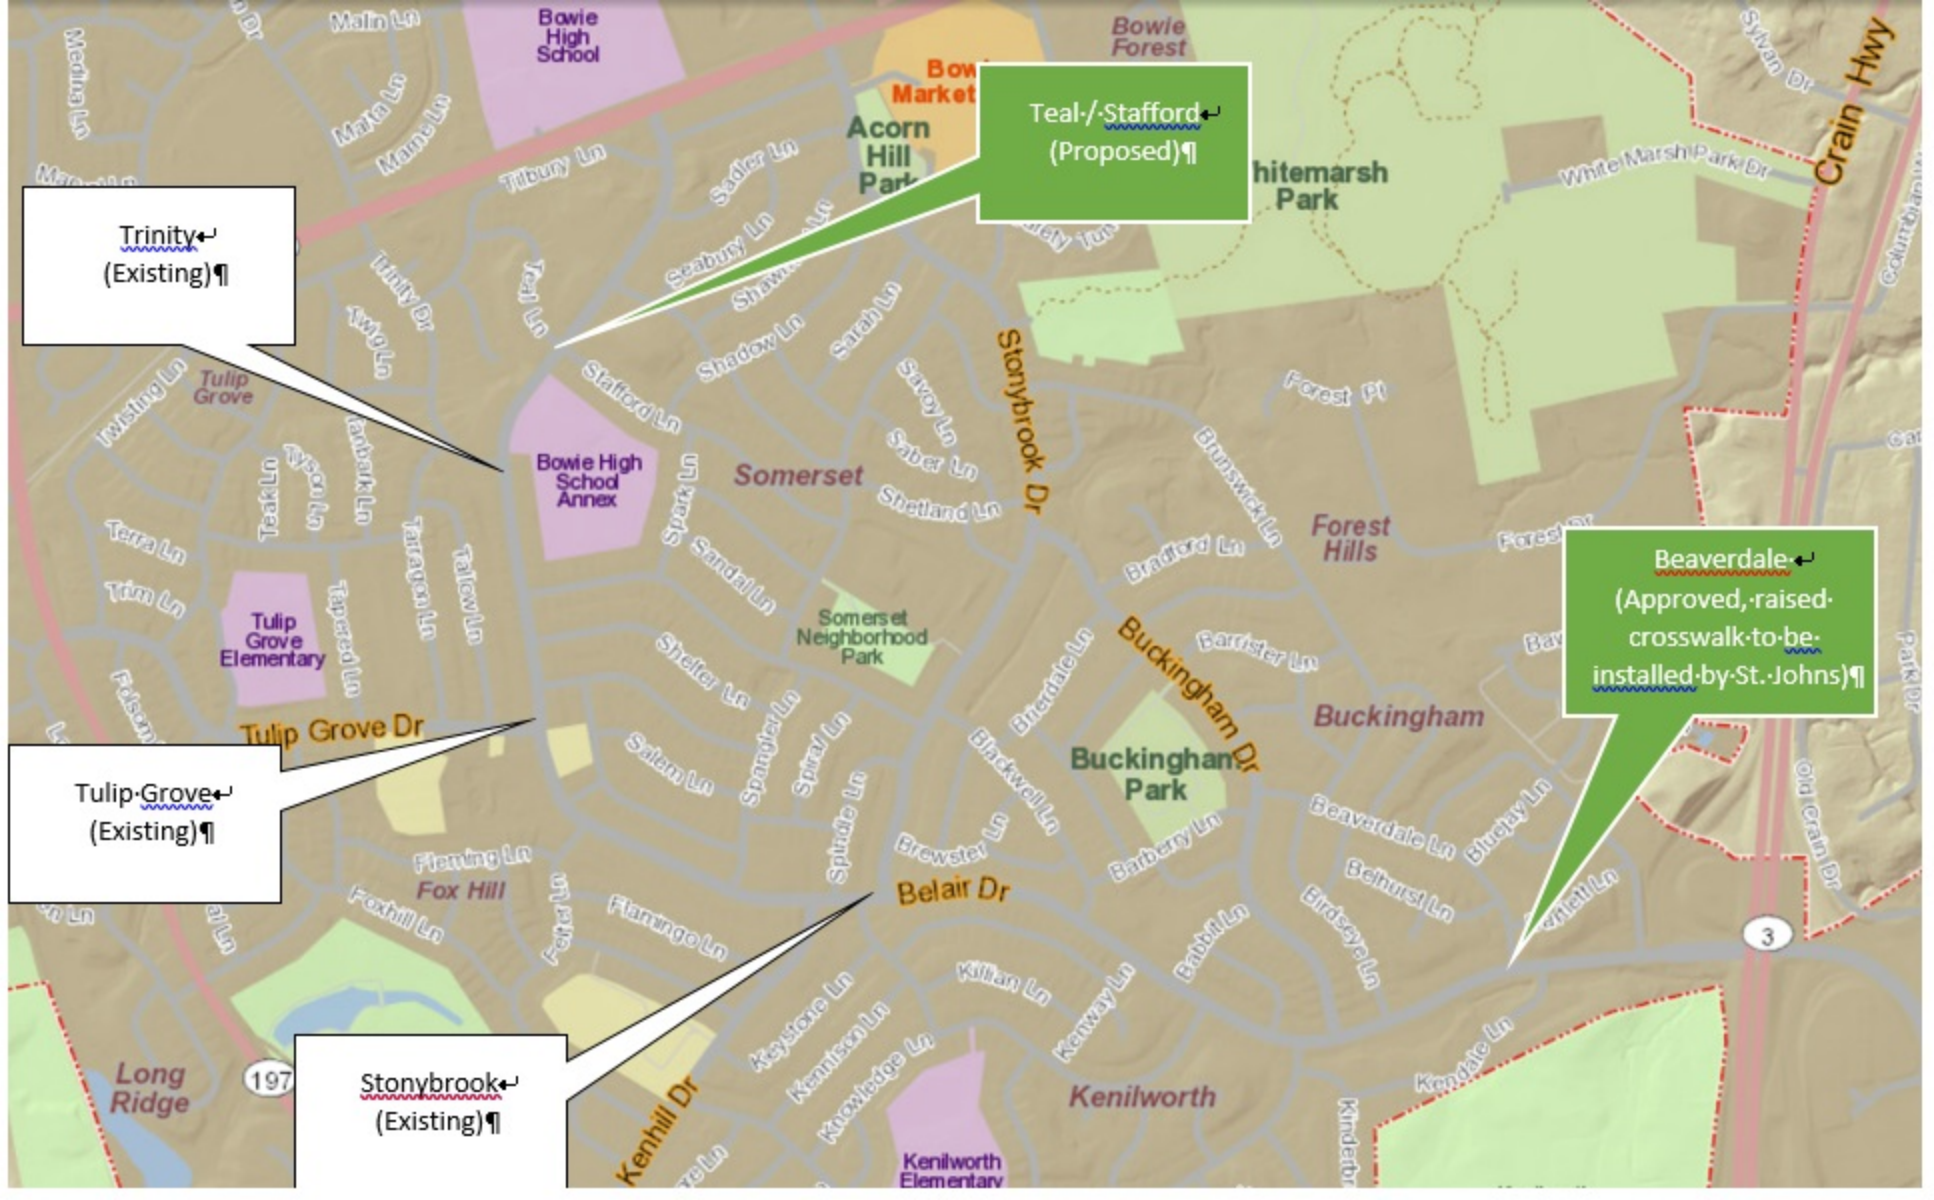 Malin Ln
Medina Ln
Malta Ln
Maine Ln
Bowie
High
School
Tilbury Ln
Sadler Ln
Acorn
Hill
Park
Bowie
Forest
Teal / Stafford
(Proposed)
Whitemarsh
Park
White Marsh Park Dr
Sylvan Dr
Crain Hwy
Trinity
(Existing)
Trinity Dr
Twig Ln
Teal Ln
Seabury Ln
Shadow Ln
Sarah Ln
Stafford Ln
Savoy Ln
Saber Ln
Shetland Ln
Stonybrook Dr
Forest Pl
Brunswick Ln
Twisting Ln
Tulip
Grove
Tanbark Ln
Tyson Ln
Teak Ln
Terra Ln
Trim Ln
Tarragon Ln
Tallow Ln
Tapered Ln
Bowie High
School
Annex
Spark Ln
Somerset
Sandal Ln
Forest
Hills
Forest Dr
Bradford Ln
Beaverdale
(Approved, raised
crosswalk to be
installed by St. Johns)
Tulip
Grove
Elementary
Somerset
Neighborhood
Park
Shelter Ln
Brierdale Ln
Buckingham Dr
Barrister Ln
Buckingham
Park Dr
Tulip Grove Dr
Tulip Grove
(Existing)
Salem Ln
Spangler Ln
Spiral Ln
Spindle Ln
Blackwell Ln
Buckingham
Park
Beaverdale Ln
Bluejay Ln
Old Crain Dr
Fleming Ln
Fox Hill
Foxhill Ln
Felter Ln
Flamingo Ln
Brewster Ln
Belair Dr
Barberry Ln
Belhurst Ln
Birdseye Ln
Babbit Ln
3
Long
Ridge
197
Stonybrook
(Existing)
Kenhill Dr
Keystone Ln
Kennison Ln
Knowledge Ln
Killian Ln
Kenway Ln
Kenilworth
Kendale Ln
Kenilworth
Elementary